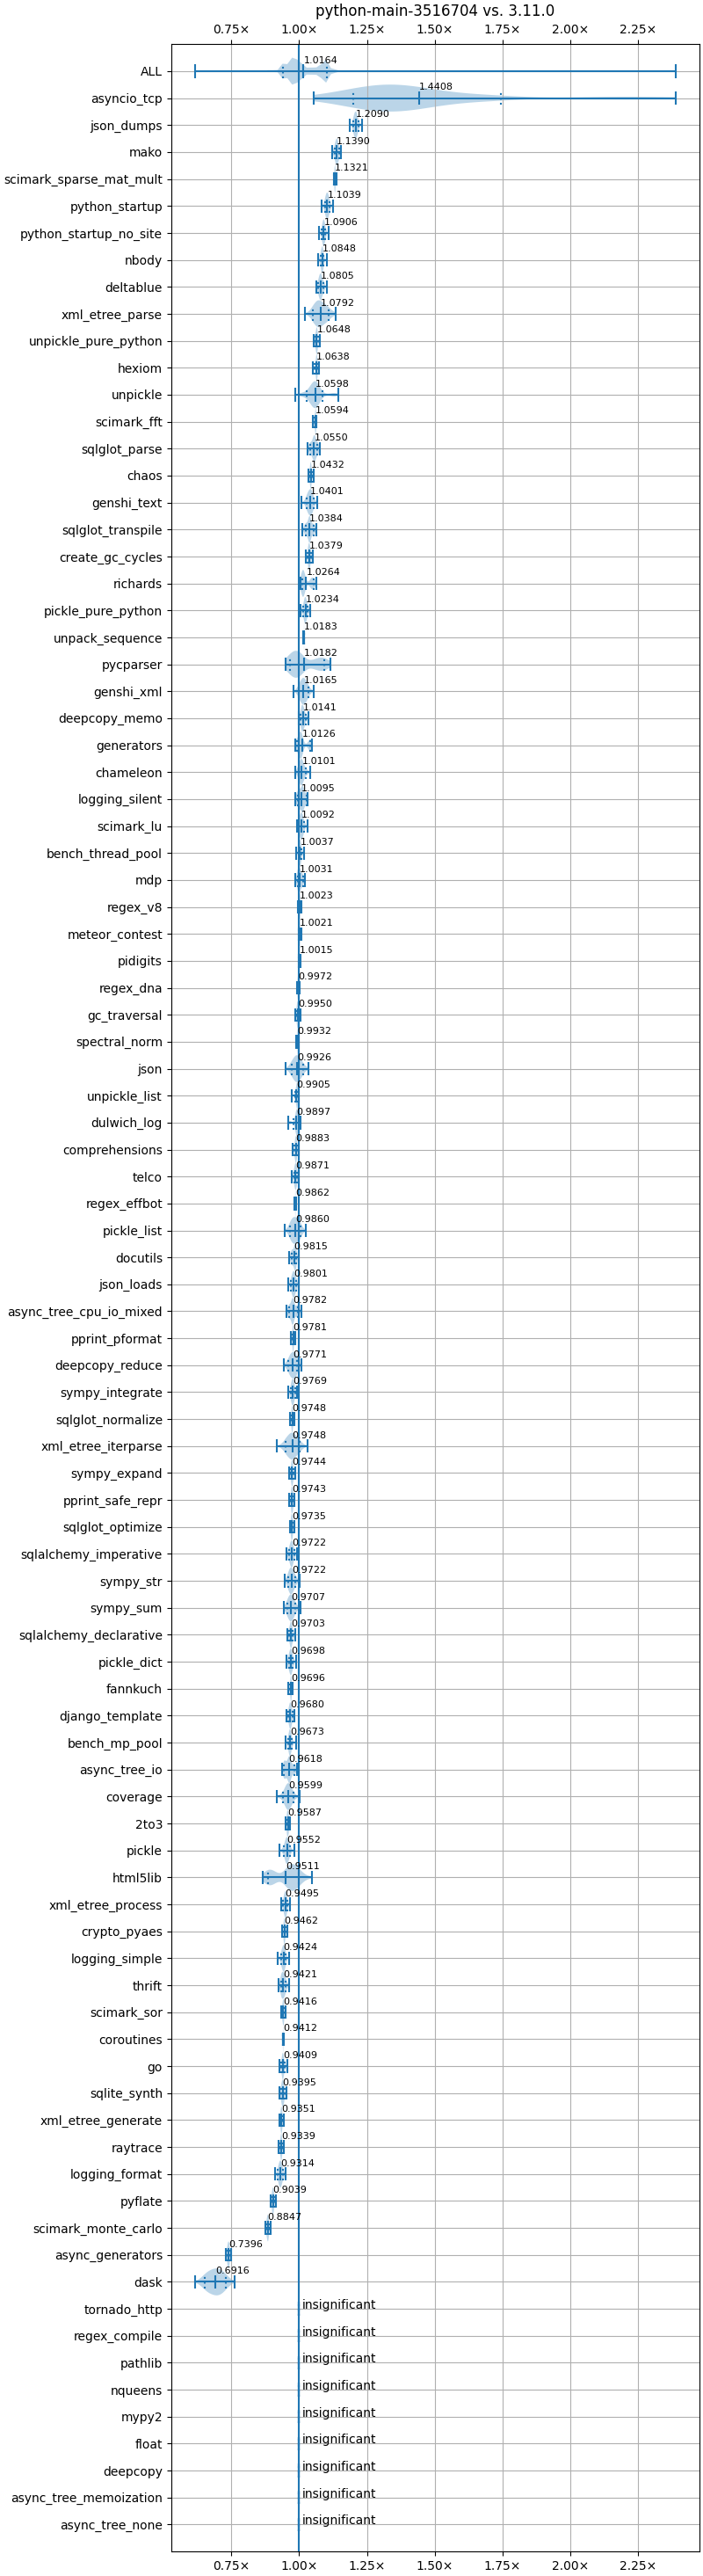 python-main-3516704 vs. 3.11.0
0.75× 1.00× 1.25× 1.50× 1.75× 2.00× 2.25×
ALL 1.0164
asyncio_tcp 1.4408
json_dumps 1.2090
mako 1.1390
scimark_sparse_mat_mult 1.1321
python_startup 1.1039
python_startup_no_site 1.0906
nbody 1.0848
deltablue 1.0805
xml_etree_parse 1.0792
unpickle_pure_python 1.0648
hexiom 1.0638
unpickle 1.0598
scimark_fft 1.0594
sqlglot_parse 1.0550
chaos 1.0432
genshi_text 1.0401
sqlglot_transpile 1.0384
create_gc_cycles 1.0379
richards 1.0264
pickle_pure_python 1.0234
unpack_sequence 1.0183
pycparser 1.0182
genshi_xml 1.0165
deepcopy_memo 1.0141
generators 1.0126
chameleon 1.0101
logging_silent 1.0095
scimark_lu 1.0092
bench_thread_pool 1.0037
mdp 1.0031
regex_v8 1.0023
meteor_contest 1.0021
pidigits 1.0015
regex_dna 0.9972
gc_traversal 0.9950
spectral_norm 0.9932
json 0.9926
unpickle_list 0.9905
dulwich_log 0.9897
comprehensions 0.9883
telco 0.9871
regex_effbot 0.9862
pickle_list 0.9860
docutils 0.9815
json_loads 0.9801
async_tree_cpu_io_mixed 0.9782
pprint_pformat 0.9781
deepcopy_reduce 0.9771
sympy_integrate 0.9769
sqlglot_normalize 0.9748
xml_etree_iterparse 0.9748
sympy_expand 0.9744
pprint_safe_repr 0.9743
sqlglot_optimize 0.9735
sqlalchemy_imperative 0.9722
sympy_str 0.9722
sympy_sum 0.9707
sqlalchemy_declarative 0.9703
pickle_dict 0.9698
fannkuch 0.9696
django_template 0.9680
bench_mp_pool 0.9673
async_tree_io 0.9618
coverage 0.9599
2to3 0.9587
pickle 0.9552
html5lib 0.9511
xml_etree_process 0.9495
crypto_pyaes 0.9462
logging_simple 0.9424
thrift 0.9421
scimark_sor 0.9416
coroutines 0.9412
go 0.9409
sqlite_synth 0.9395
xml_etree_generate 0.9351
raytrace 0.9339
logging_format 0.9314
pyflate 0.9039
scimark_monte_carlo 0.8847
async_generators 0.7396
dask 0.6916
tornado_http insignificant
regex_compile insignificant
pathlib insignificant
nqueens insignificant
mypy2 insignificant
float insignificant
deepcopy insignificant
async_tree_memoization insignificant
async_tree_none insignificant
0.75× 1.00× 1.25× 1.50× 1.75× 2.00× 2.25×